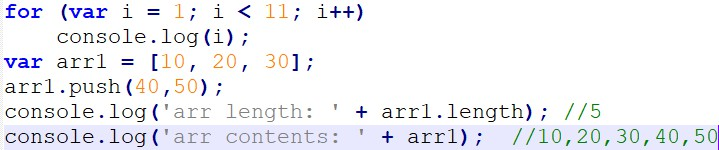 for (var i = 1; i < 11; i++)
    console.log(i);
var arr1 = [10, 20, 30];
arr1.push(40,50);
console.log('arr length: ' + arr1.length); //5
console.log('arr contents: ' + arr1);  //10,20,30,40,50